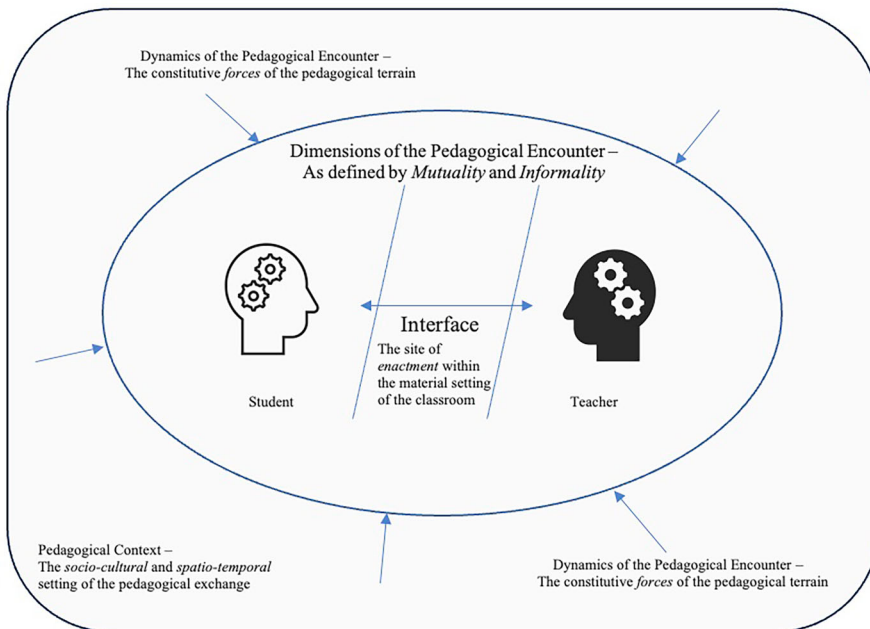 Dynamics of the Pedagogical Encounter –
The constitutive forces of the pedagogical terrain
Dimensions of the Pedagogical Encounter –
As defined by Mutuality and Informality
Interface
The site of
enactment within
the material setting
of the classroom
Student
Teacher
Pedagogical Context –
The socio-cultural and spatio-temporal
setting of the pedagogical exchange
Dynamics of the Pedagogical Encounter –
The constitutive forces of the pedagogical terrain